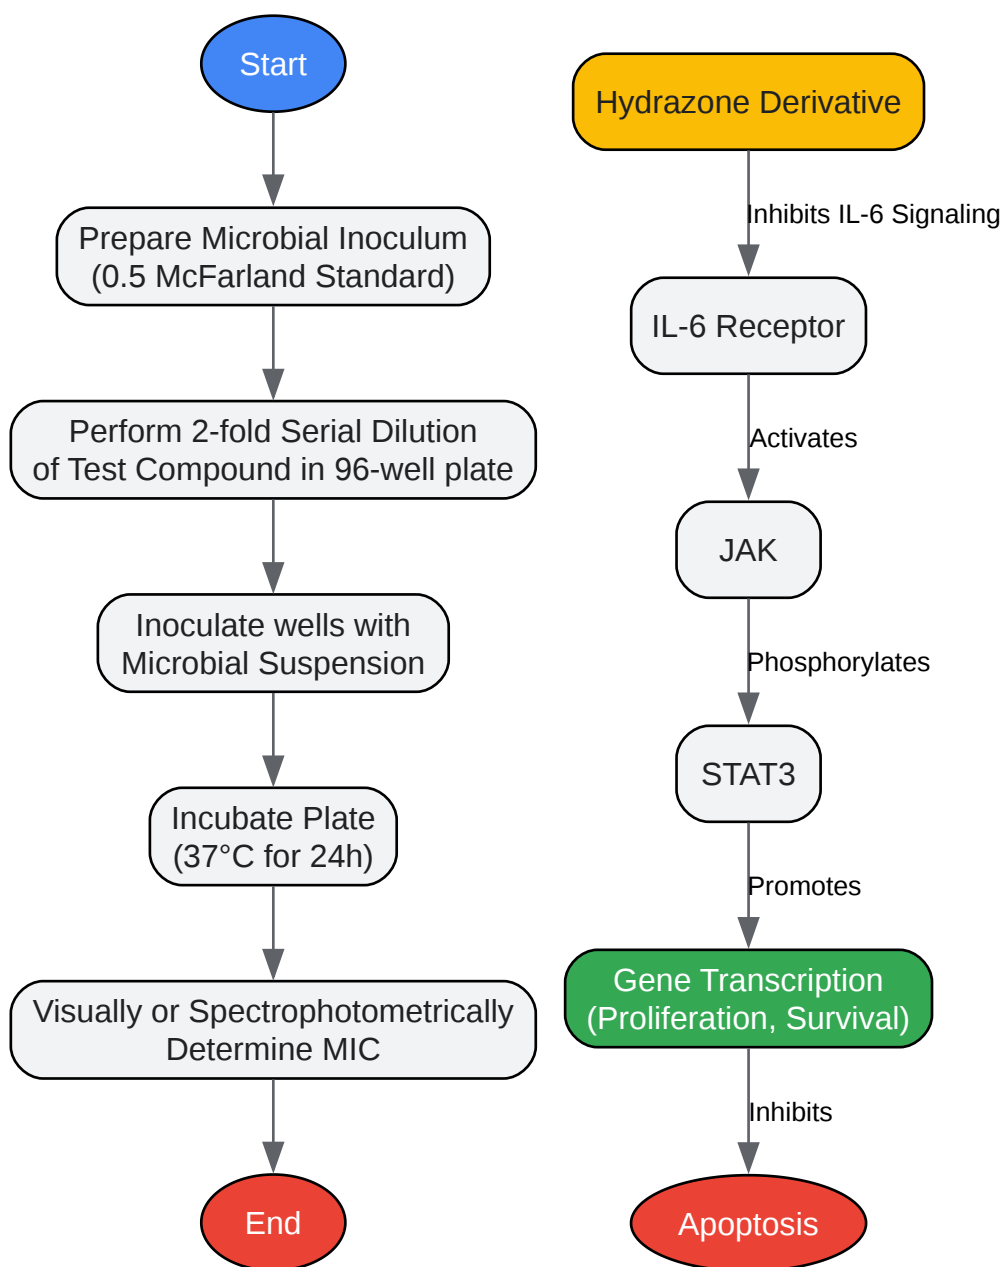 Start
Prepare Microbial Inoculum
(0.5 McFarland Standard)
Perform 2-fold Serial Dilution
of Test Compound in 96-well plate
Inoculate wells with
Microbial Suspension
Incubate Plate
(37°C for 24h)
Visually or Spectrophotometrically
Determine MIC
End
Hydrazone Derivative
Inhibits IL-6 Signaling
IL-6 Receptor
Activates
JAK
Phosphorylates
STAT3
Promotes
Gene Transcription
(Proliferation, Survival)
Inhibits
Apoptosis